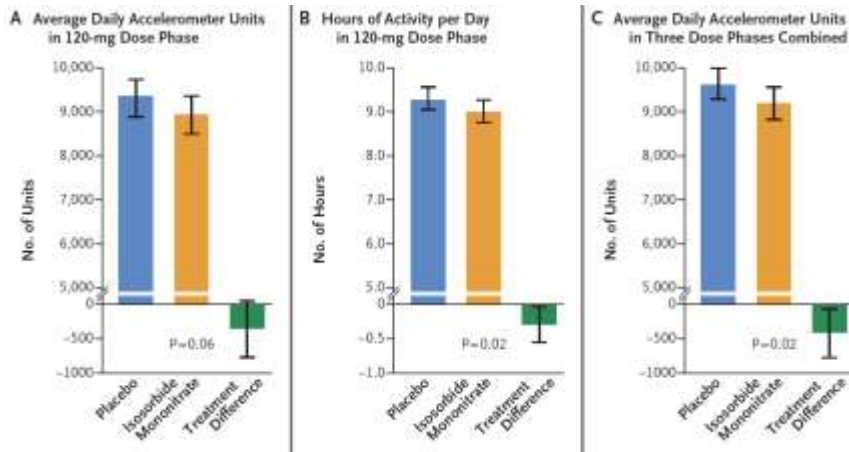 A Average Daily Accelerometer Units
in 120-mg Dose Phase
10,000
9,000
8,000
7,000
6,000
5,000
0
-500
-1000
No. of Units
P=0.06
Placebo
Isosorbide
Mononitrate
Treatment
Difference
B Hours of Activity per Day
in 120-mg Dose Phase
10.0
9.0
8.0
7.0
6.0
5.0
0
-0.5
-1.0
No. of Hours
P=0.02
Placebo
Isosorbide
Mononitrate
Treatment
Difference
C Average Daily Accelerometer Units
in Three Dose Phases Combined
10,000
9,000
8,000
7,000
6,000
5,000
0
-500
-1000
No. of Units
P=0.02
Placebo
Isosorbide
Mononitrate
Treatment
Difference